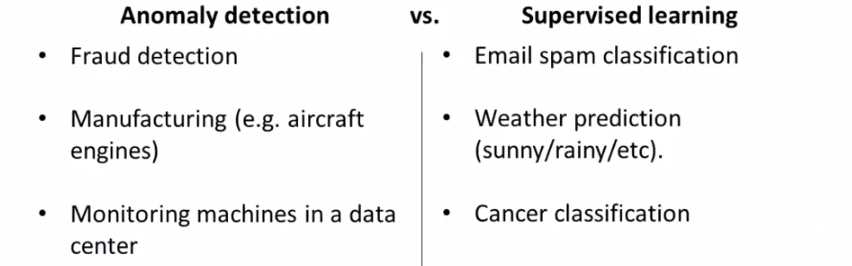 Anomaly detection vs. Supervised learning
• Fraud detection
• Manufacturing (e.g. aircraft
engines)
• Monitoring machines in a data
center
• Email spam classification
• Weather prediction
(sunny/rainy/etc).
• Cancer classification